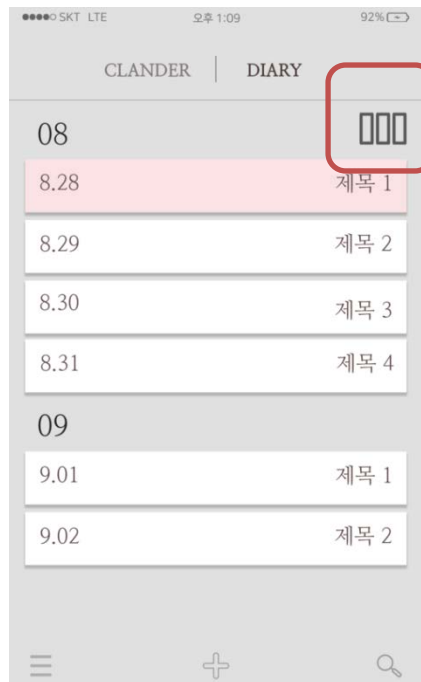 SKT LTE 오후 1:09 92%
CLANDER | DIARY
08
8.28 제목 1
8.29 제목 2
8.30 제목 3
8.31 제목 4
09
9.01 제목 1
9.02 제목 2